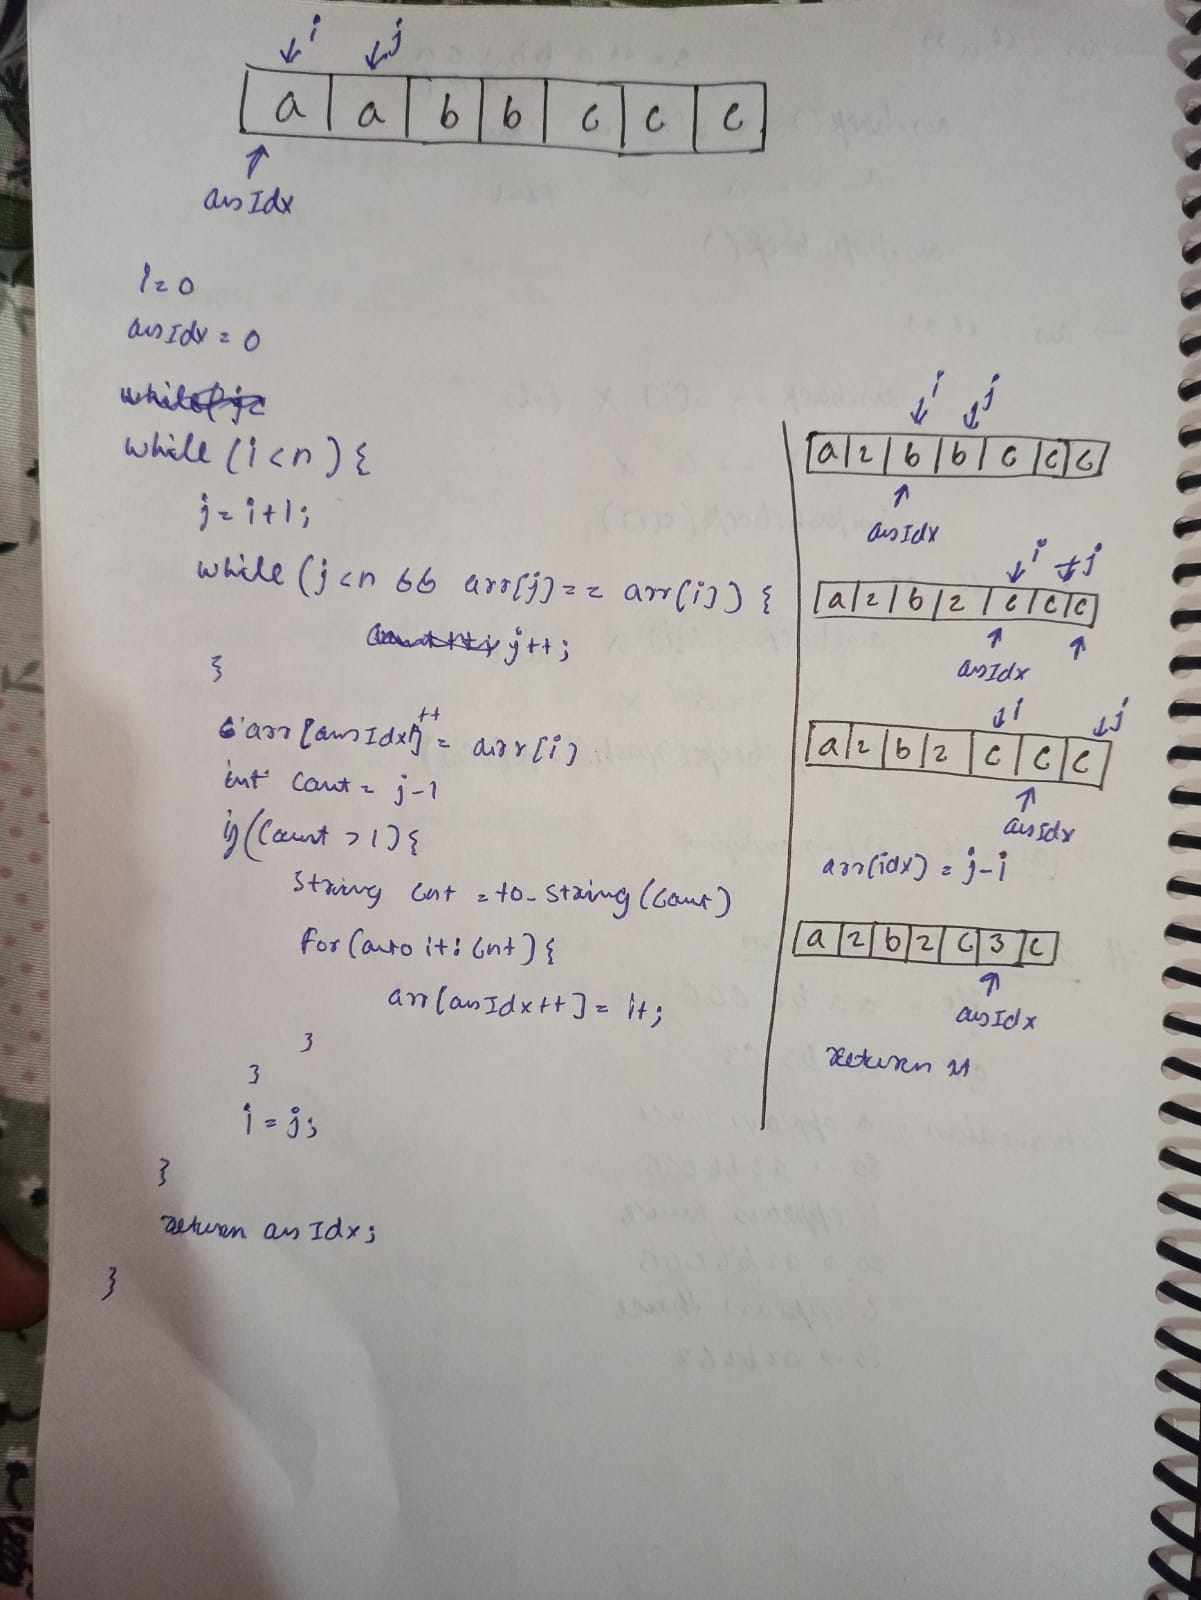 i j
a a b b c c c
ansIdx
i=0
ansIdx = 0
while (i<n) {
j = i+1;
while (j<n && arr[j] == arr[i]) {
j++;
}
arr[ansIdx++] = arr[i]
int count = j-1
if (count > 1) {
string cnt = to_string(count)
for (auto it : cnt) {
arr[ansIdx++] = it;
}
}
i = j;
}
return ansIdx;
}
i j
a 2 b b c c c
ansIdx
i j
a 2 b 2 c c c
ansIdx
i j
a 2 b 2 c c c
ansIdx
arr(idx) = j-i
a 2 b 2 c 3 c
ansIdx
return